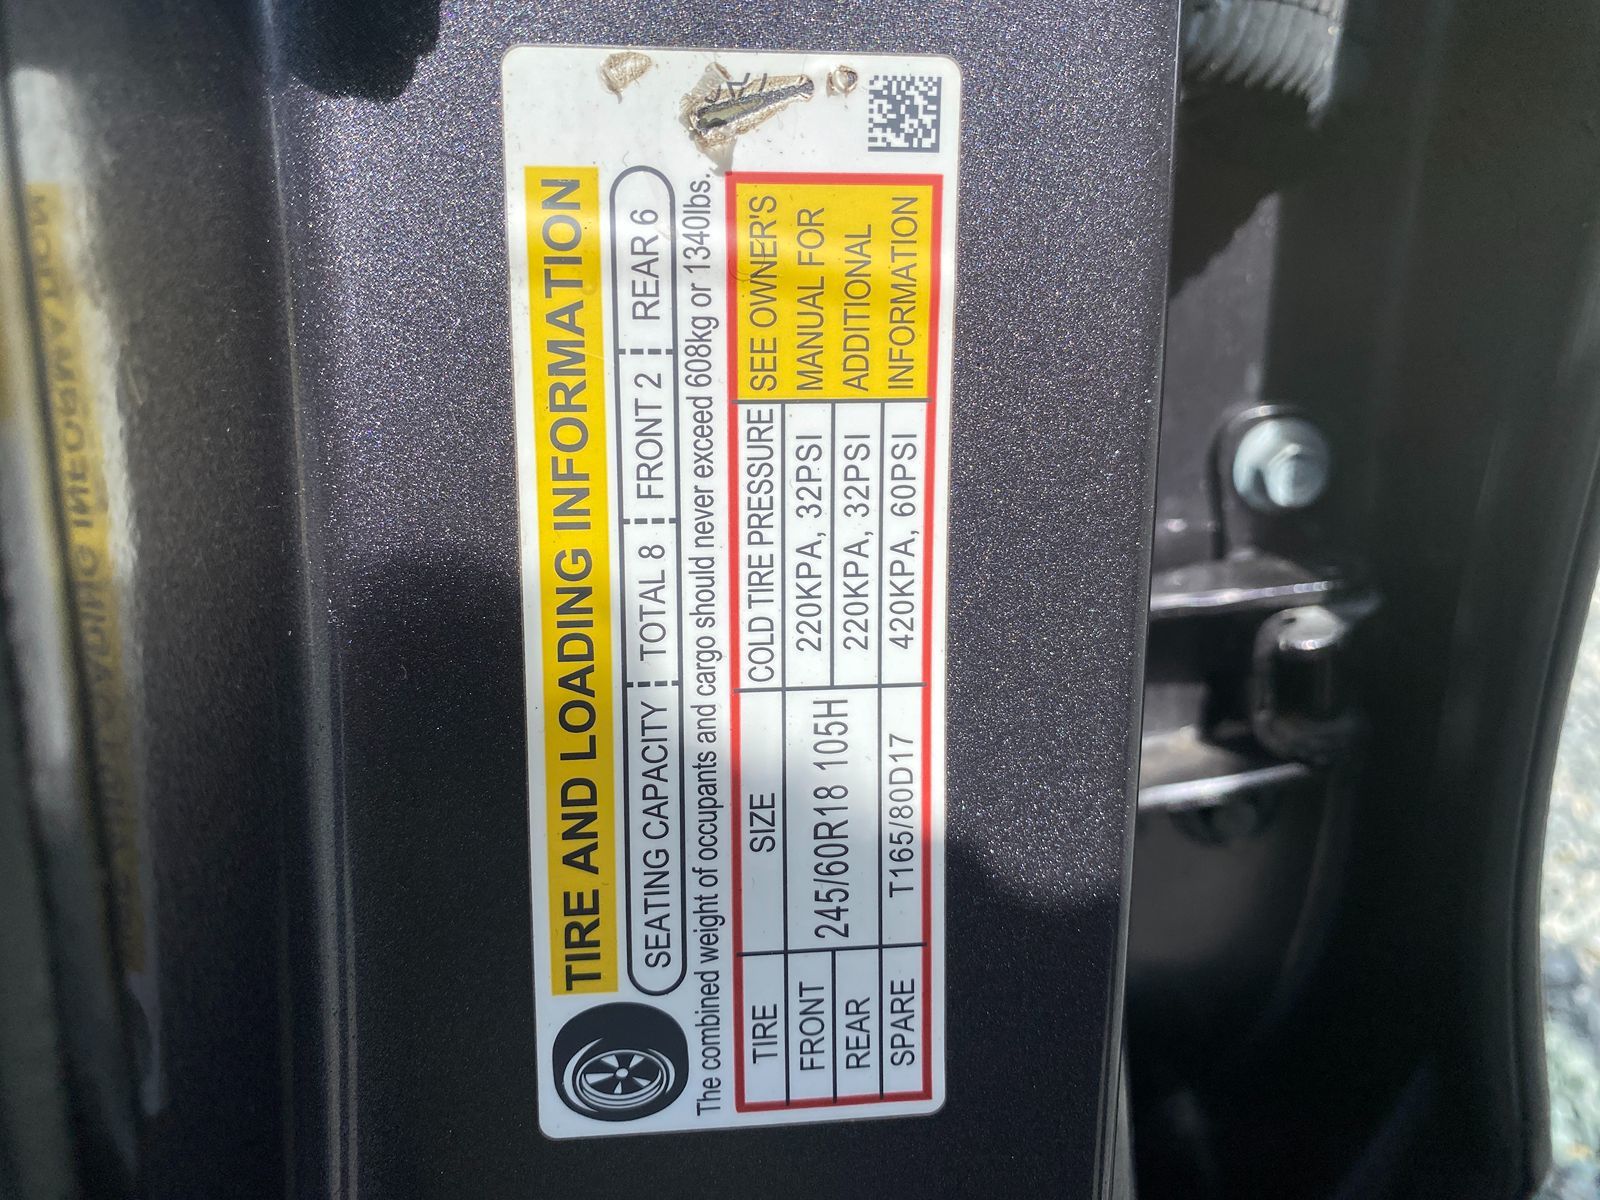 TIRE AND LOADING INFORMATION
SEATING CAPACITY TOTAL 8 FRONT 2 REAR 6
The combined weight of occupants and cargo should never exceed 608kg or 1340lbs.
TIRE SIZE COLD TIRE PRESSURE
FRONT 245/60R18 105H 220KPA, 32PSI
REAR 220KPA, 32PSI
SPARE T165/80D17 420KPA, 60PSI
SEE OWNER'S
MANUAL FOR
ADDITIONAL
INFORMATION